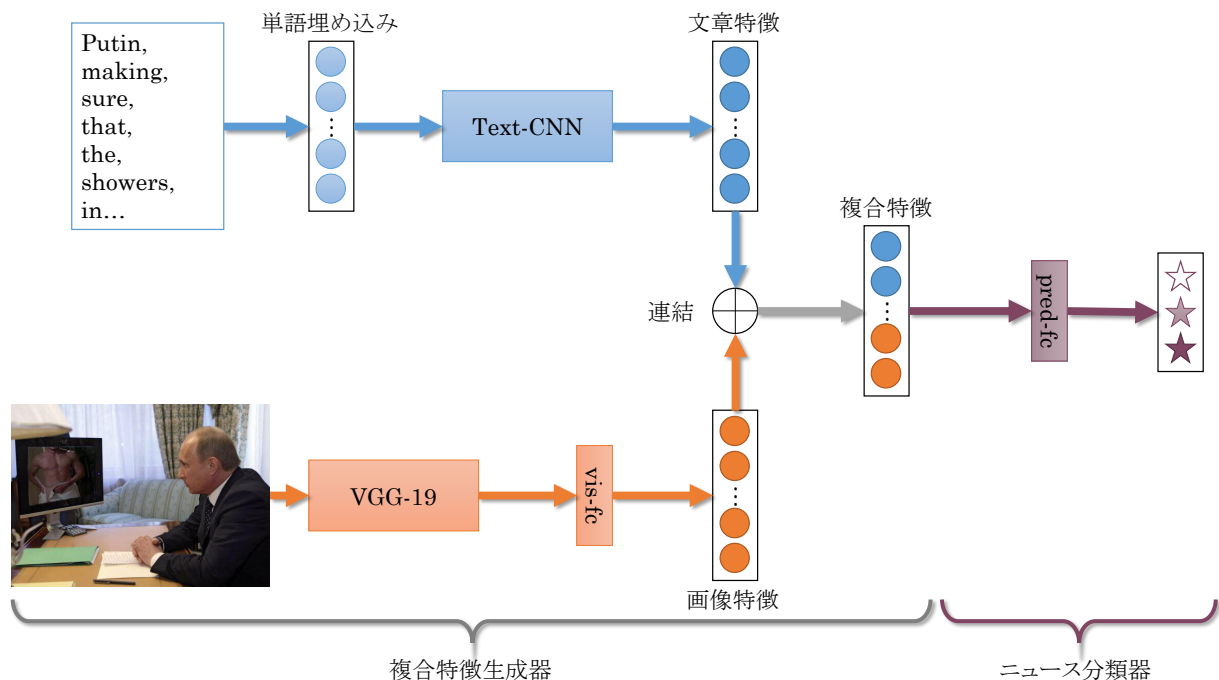 単語埋め込み
文章特徴
Putin,
making,
sure,
that,
the,
showers,
in...
Text-CNN
複合特徴
連結
pred-fc
VGG-19
vis-fc
画像特徴
複合特徴生成器
ニュース分類器